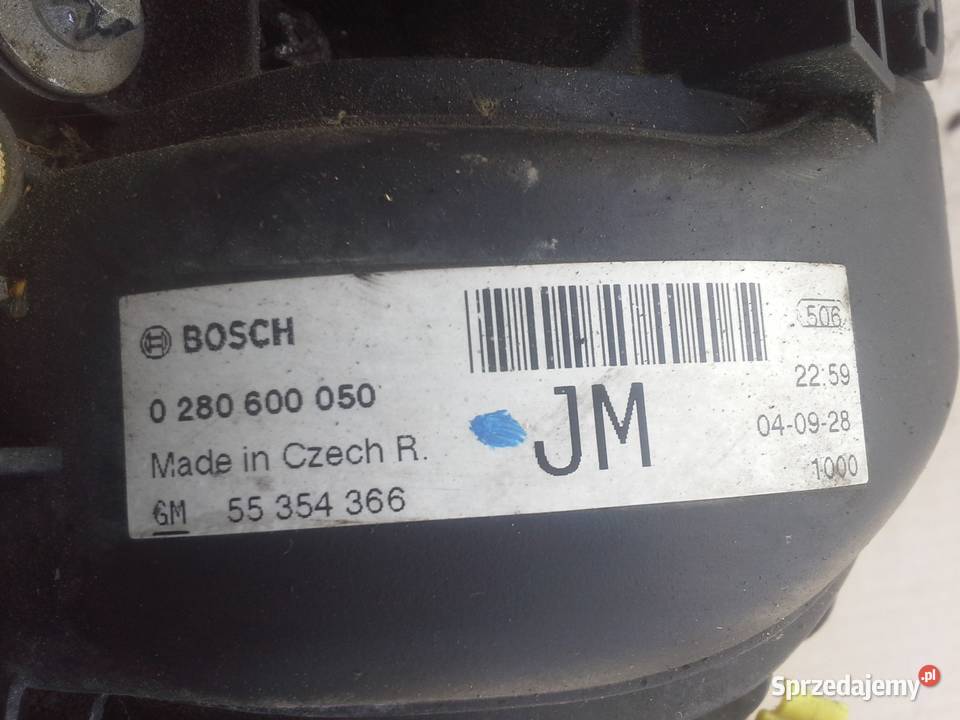 BOSCH
0 280 600 050
Made in Czech R.
GM 55 354 366
JM
506
22:59
04-09-28
1000
Sprzedajemy.pl